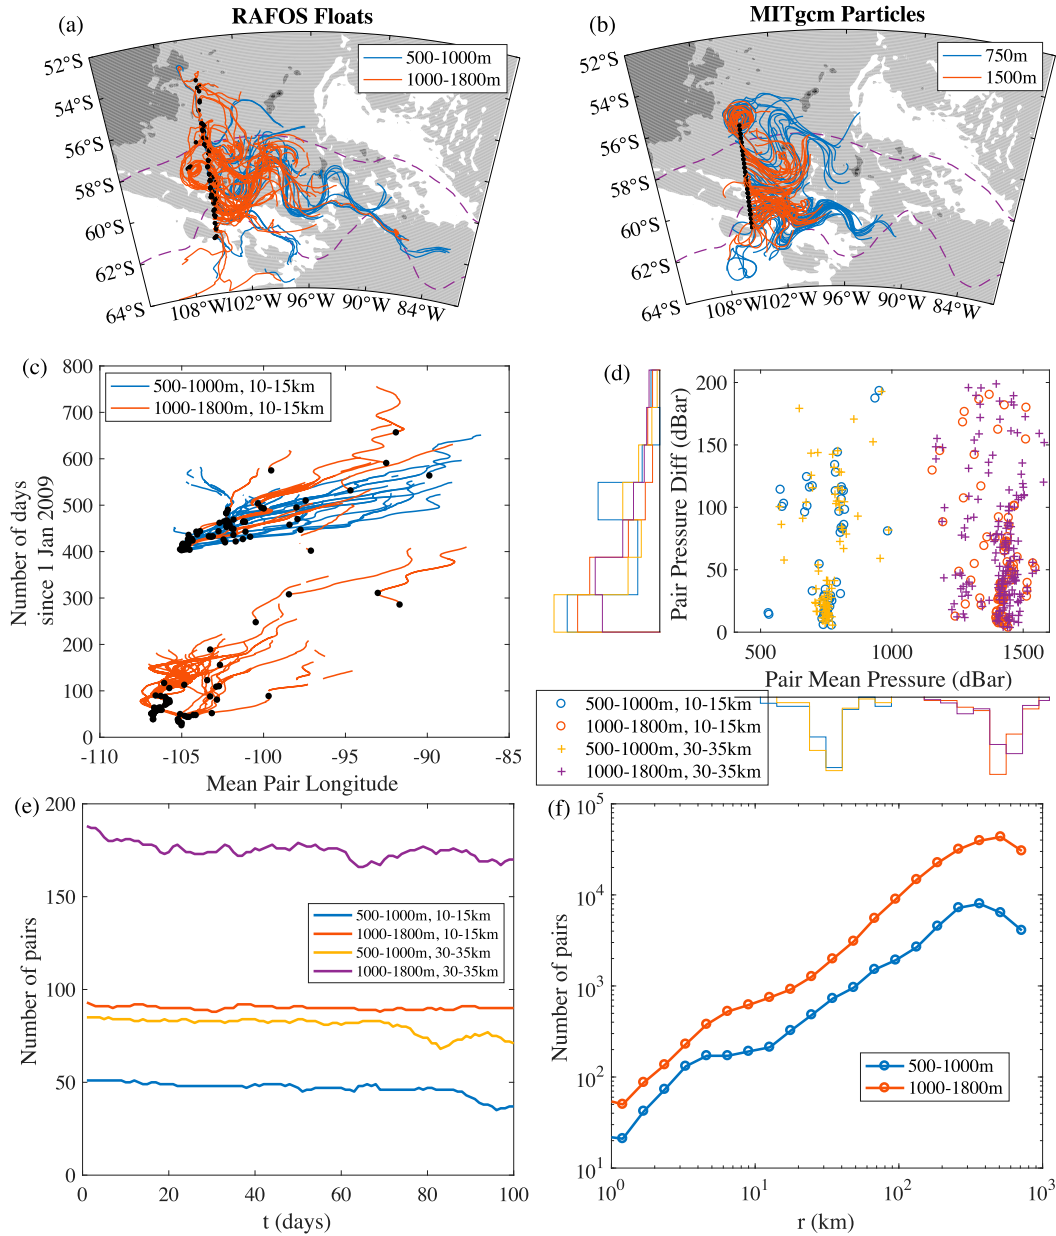 (a)
RAFOS Floats
500-1000m
1000-1800m
52°S
54°S
56°S
58°S
60°S
62°S
64°S
108°W
102°W
96°W
90°W
84°W
(b)
MITgcm Particles
750m
1500m
52°S
54°S
56°S
58°S
60°S
62°S
64°S
108°W
102°W
96°W
90°W
84°W
(c)
800
700
600
500
400
300
200
100
0
Number of days
since 1 Jan 2009
500-1000m, 10-15km
1000-1800m, 10-15km
-110
-105
-100
-95
-90
-85
Mean Pair Longitude
(d)
Pair Pressure Diff (dBar)
200
150
100
50
0
500
1000
1500
Pair Mean Pressure (dBar)
500-1000m, 10-15km
1000-1800m, 10-15km
500-1000m, 30-35km
1000-1800m, 30-35km
(e)
200
150
100
50
0
Number of pairs
500-1000m, 10-15km
1000-1800m, 10-15km
500-1000m, 30-35km
1000-1800m, 30-35km
0
20
40
60
80
100
t (days)
(f)
10^5
10^4
10^3
10^2
10^1
Number of pairs
500-1000m
1000-1800m
10^0
10^1
10^2
10^3
r (km)